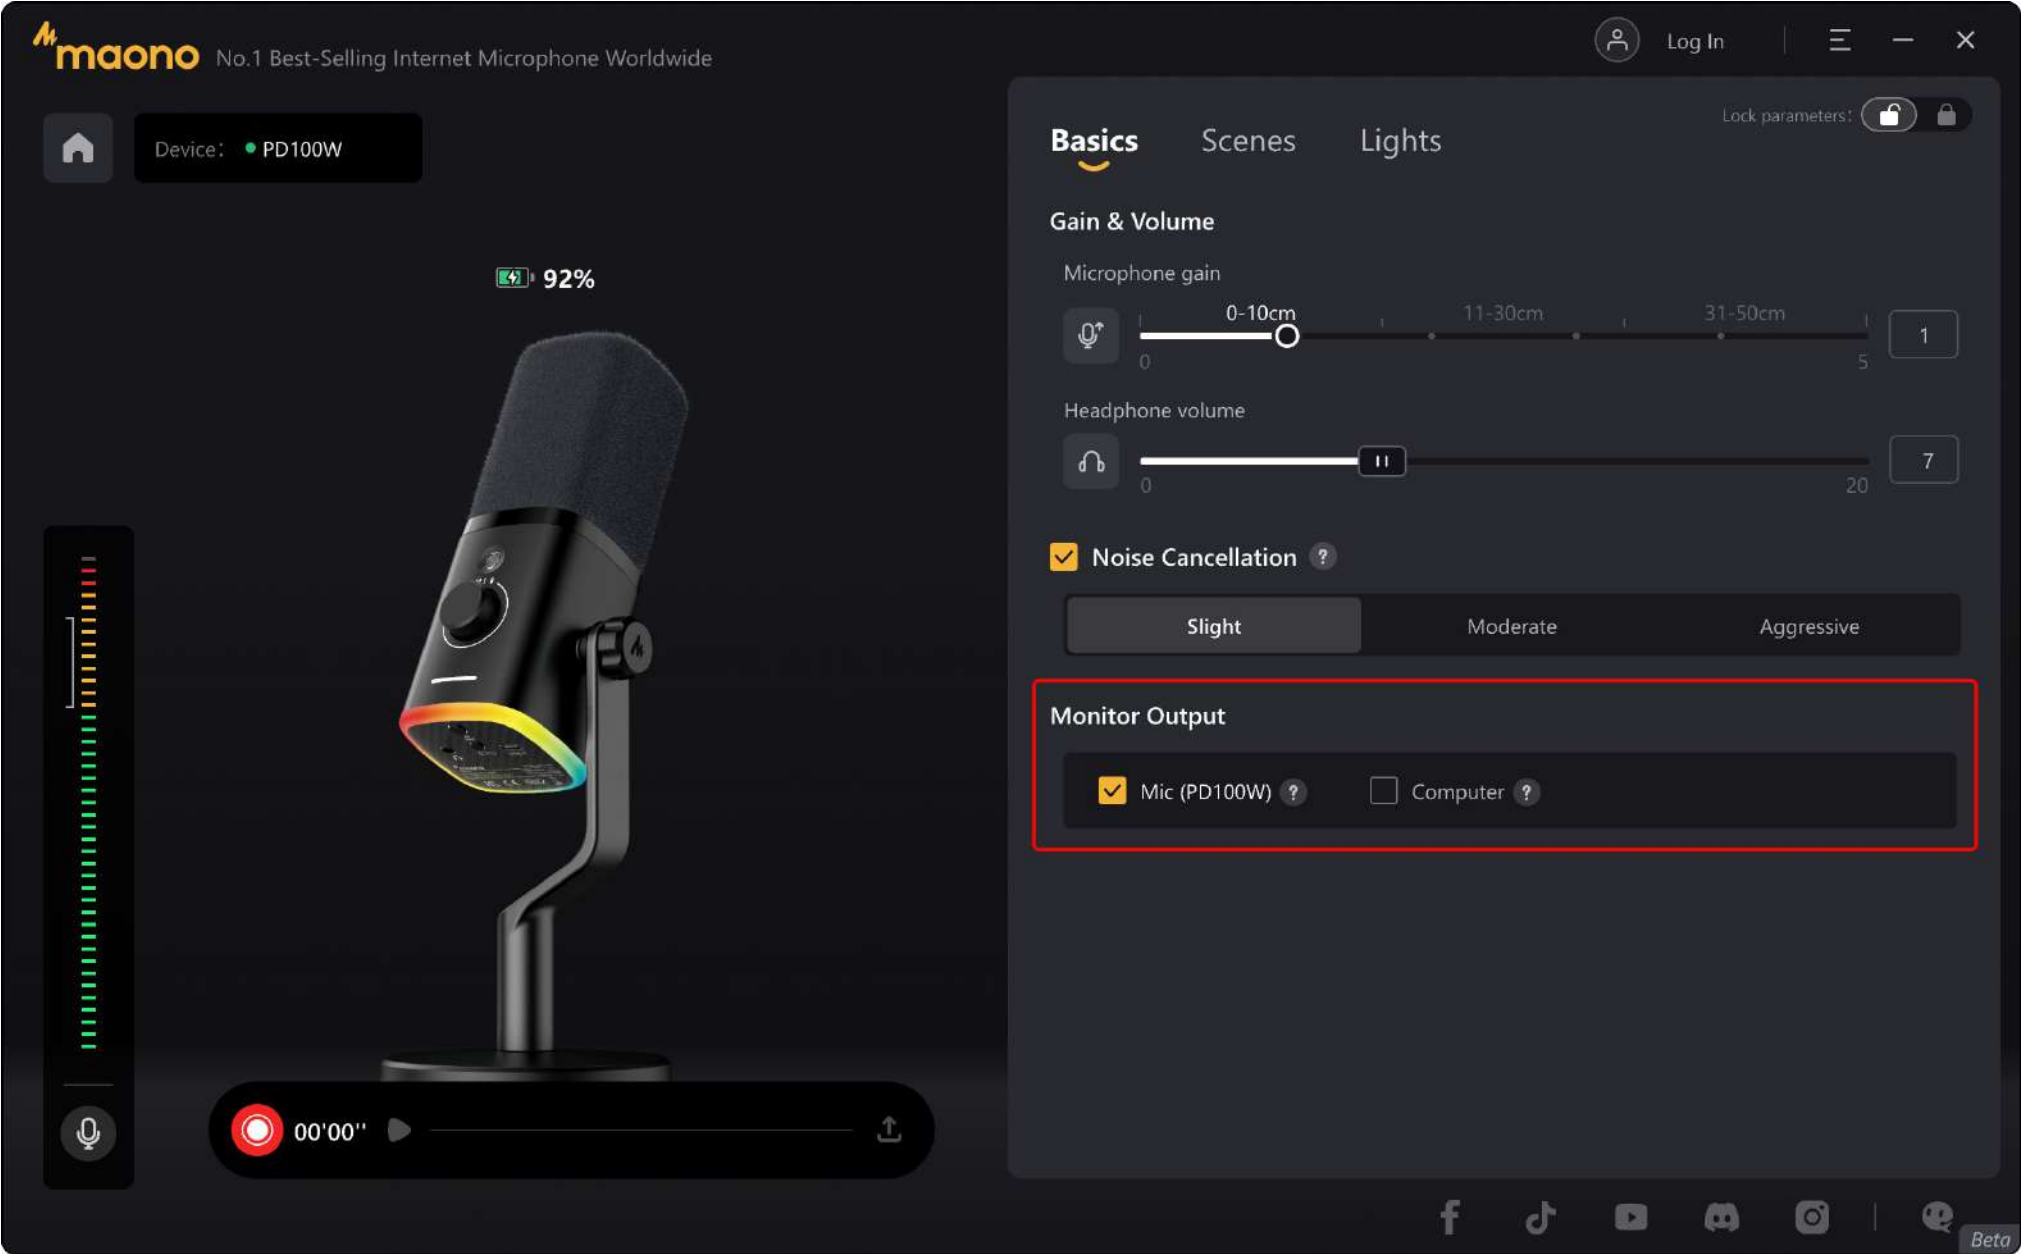 maono No.1 Best-Selling Internet Microphone Worldwide
Log In
Device: PD100W
Lock parameters:
Basics Scenes Lights
Gain & Volume
92%
Microphone gain
0-10cm 11-30cm 31-50cm
1
0 5
Headphone volume
7
0 20
Noise Cancellation ?
Slight Moderate Aggressive
Monitor Output
Mic (PD100W) ? Computer ?
00'00''
Beta